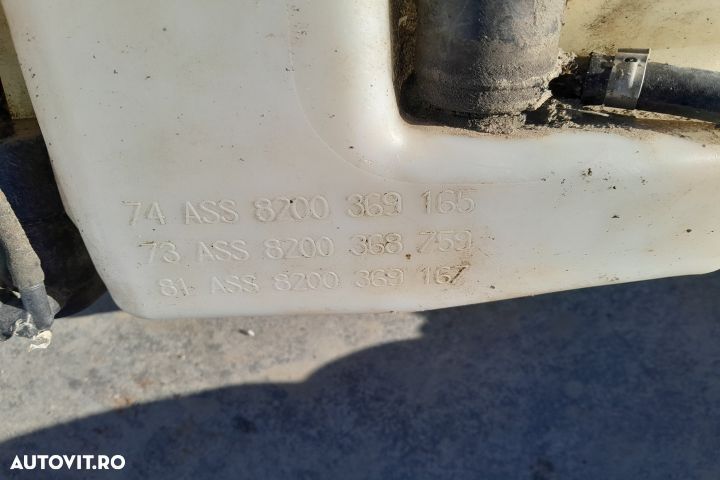 74 ASS 8200 369 165
73 ASS 8200 368 759
81 ASS 8200 369 167
AUTOVIT.RO